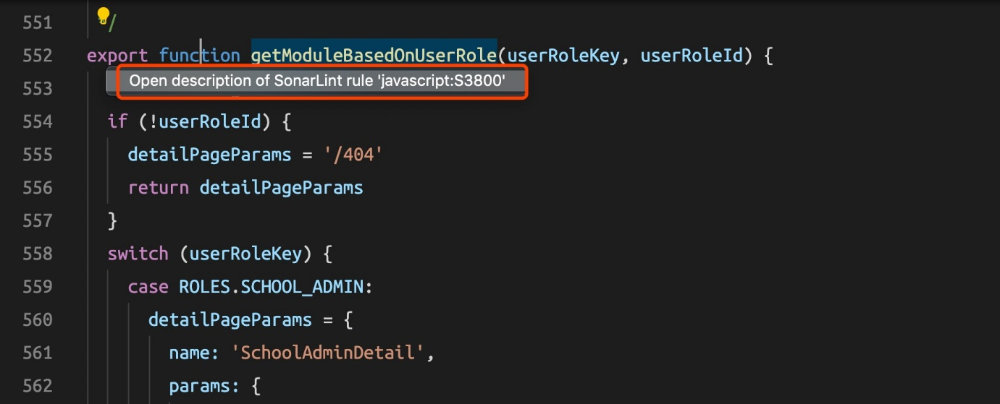 551 /
552 export function getModuleBasedOnUserRole(userRoleKey, userRoleId) {
Open description of SonarLint rule 'javascript:S3800'
553
554 if (!userRoleId) {
555 detailPageParams = '/404'
556 return detailPageParams
557 }
558 switch (userRoleKey) {
559 case ROLES.SCHOOL_ADMIN:
560 detailPageParams = {
561 name: 'SchoolAdminDetail',
562 params: {